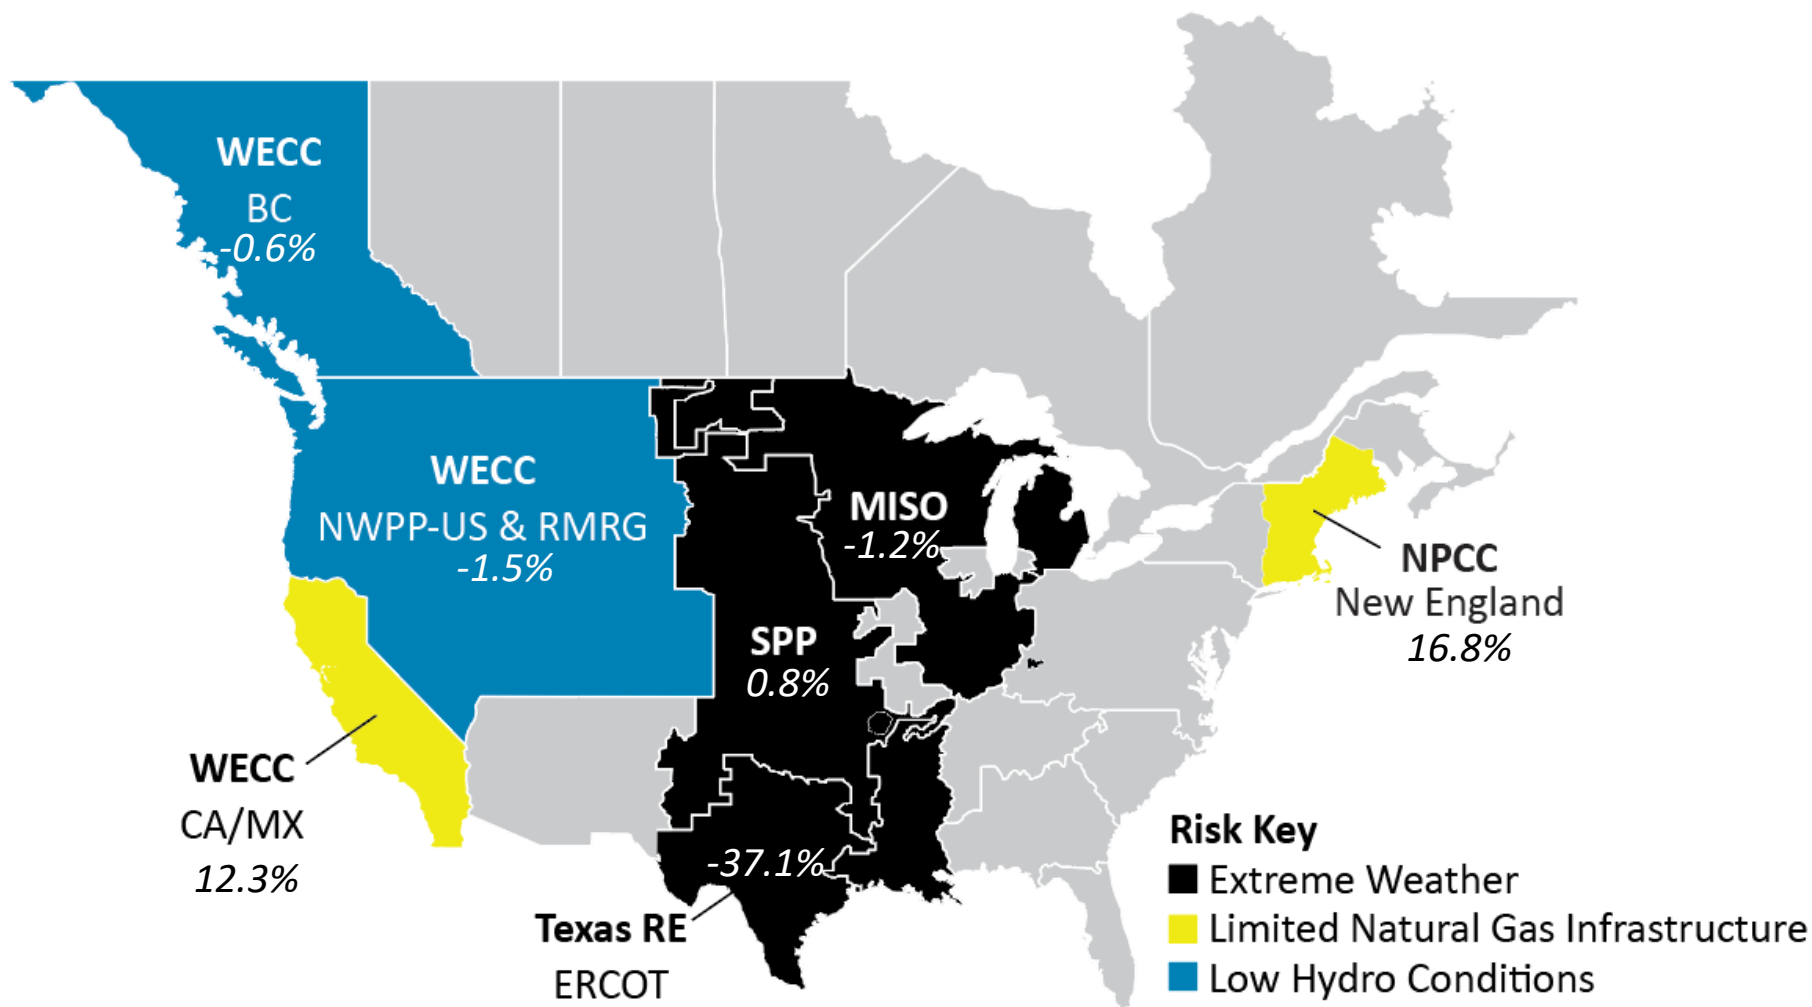 WECC
BC
-0.6%
WECC
NWPP-US & RMRG
-1.5%
MISO
-1.2%
SPP
0.8%
NPCC
New England
16.8%
WECC
CA/MX
12.3%
-37.1%
Texas RE
ERCOT
Risk Key
Extreme Weather
Limited Natural Gas Infrastructure
Low Hydro Conditions